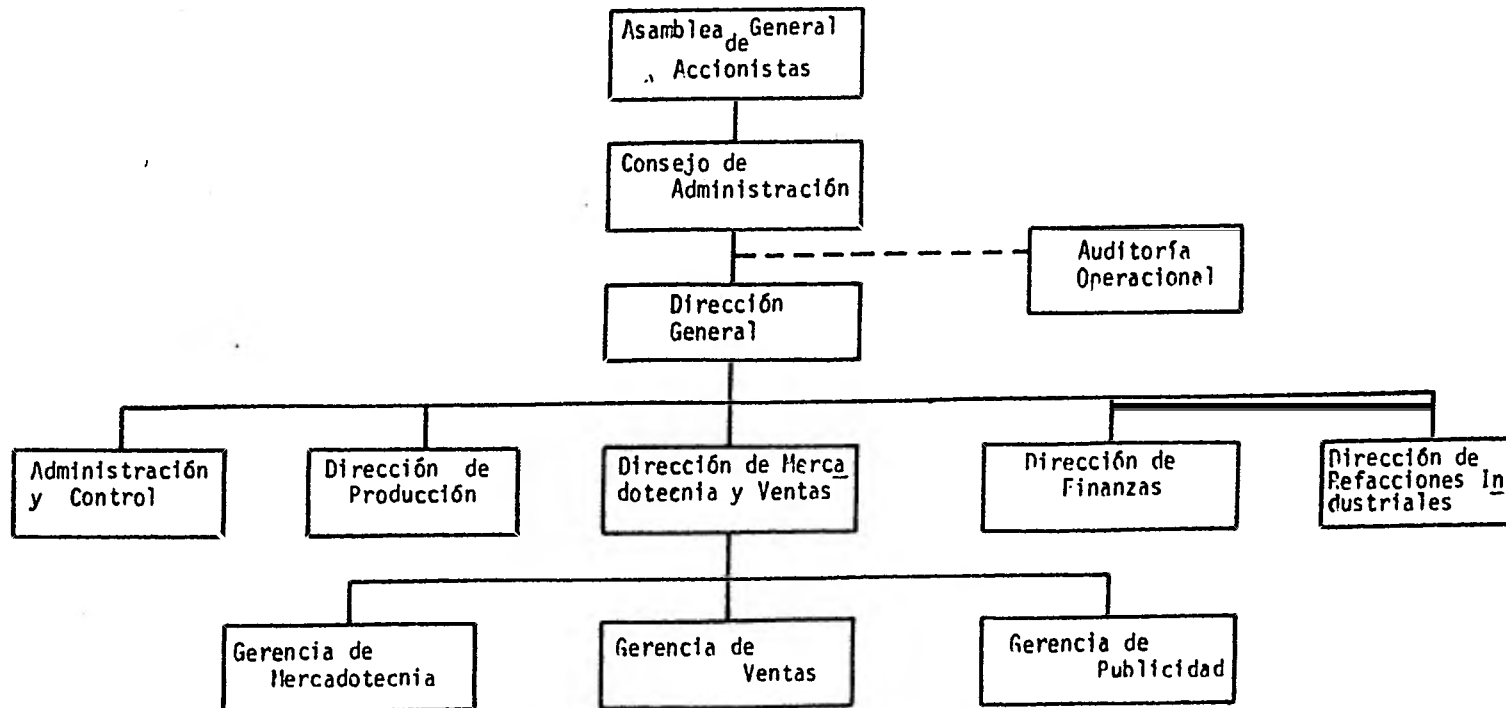 Asamblea General
de
Accionistas
Consejo de
Administración
Auditoría
Operacional
Dirección
General
Administración
y Control
Dirección de
Producción
Dirección de Merca
dotecnia y Ventas
Dirección de
Finanzas
Dirección de
Refacciones In
dustriales
Gerencia de
Mercadotecnia
Gerencia de
Ventas
Gerencia de
Publicidad